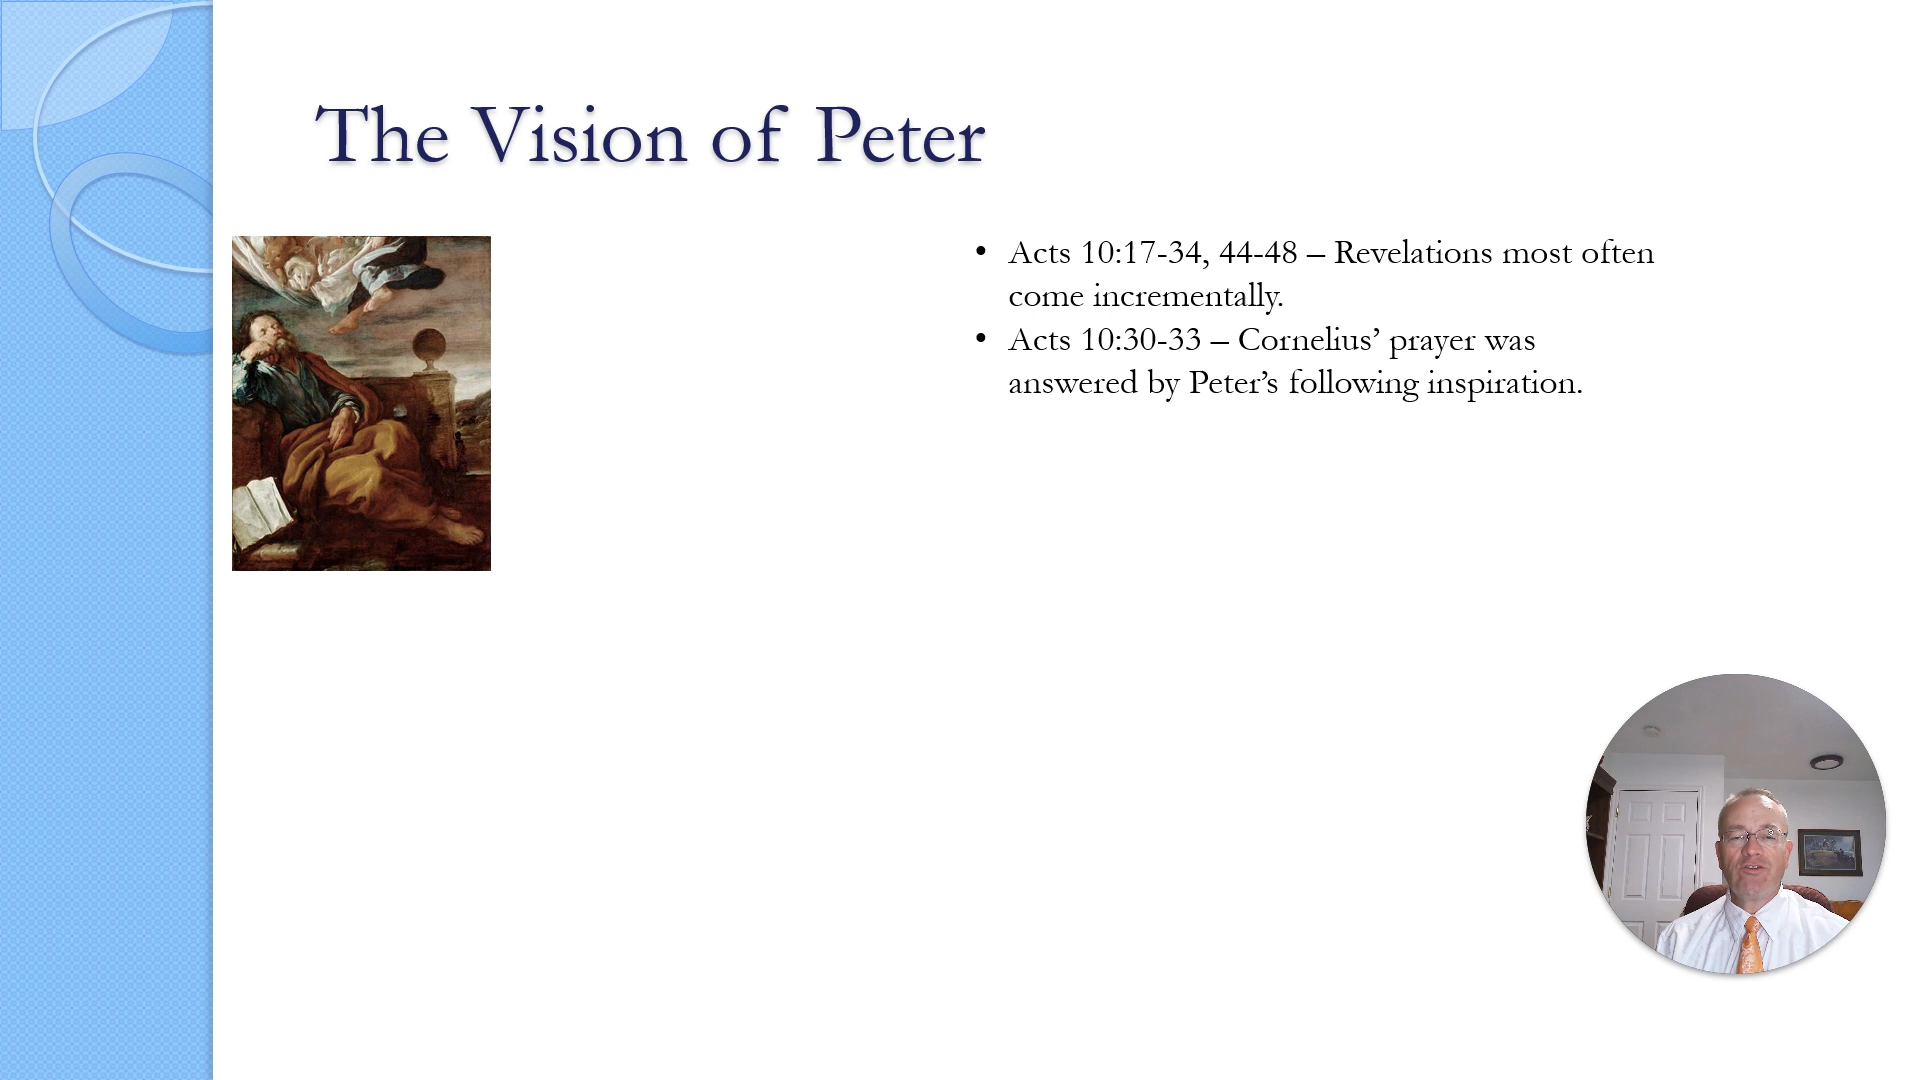 The Vision of Peter
• Acts 10:17-34, 44-48 – Revelations most often
come incrementally.
• Acts 10:30-33 – Cornelius’ prayer was
answered by Peter’s following inspiration.